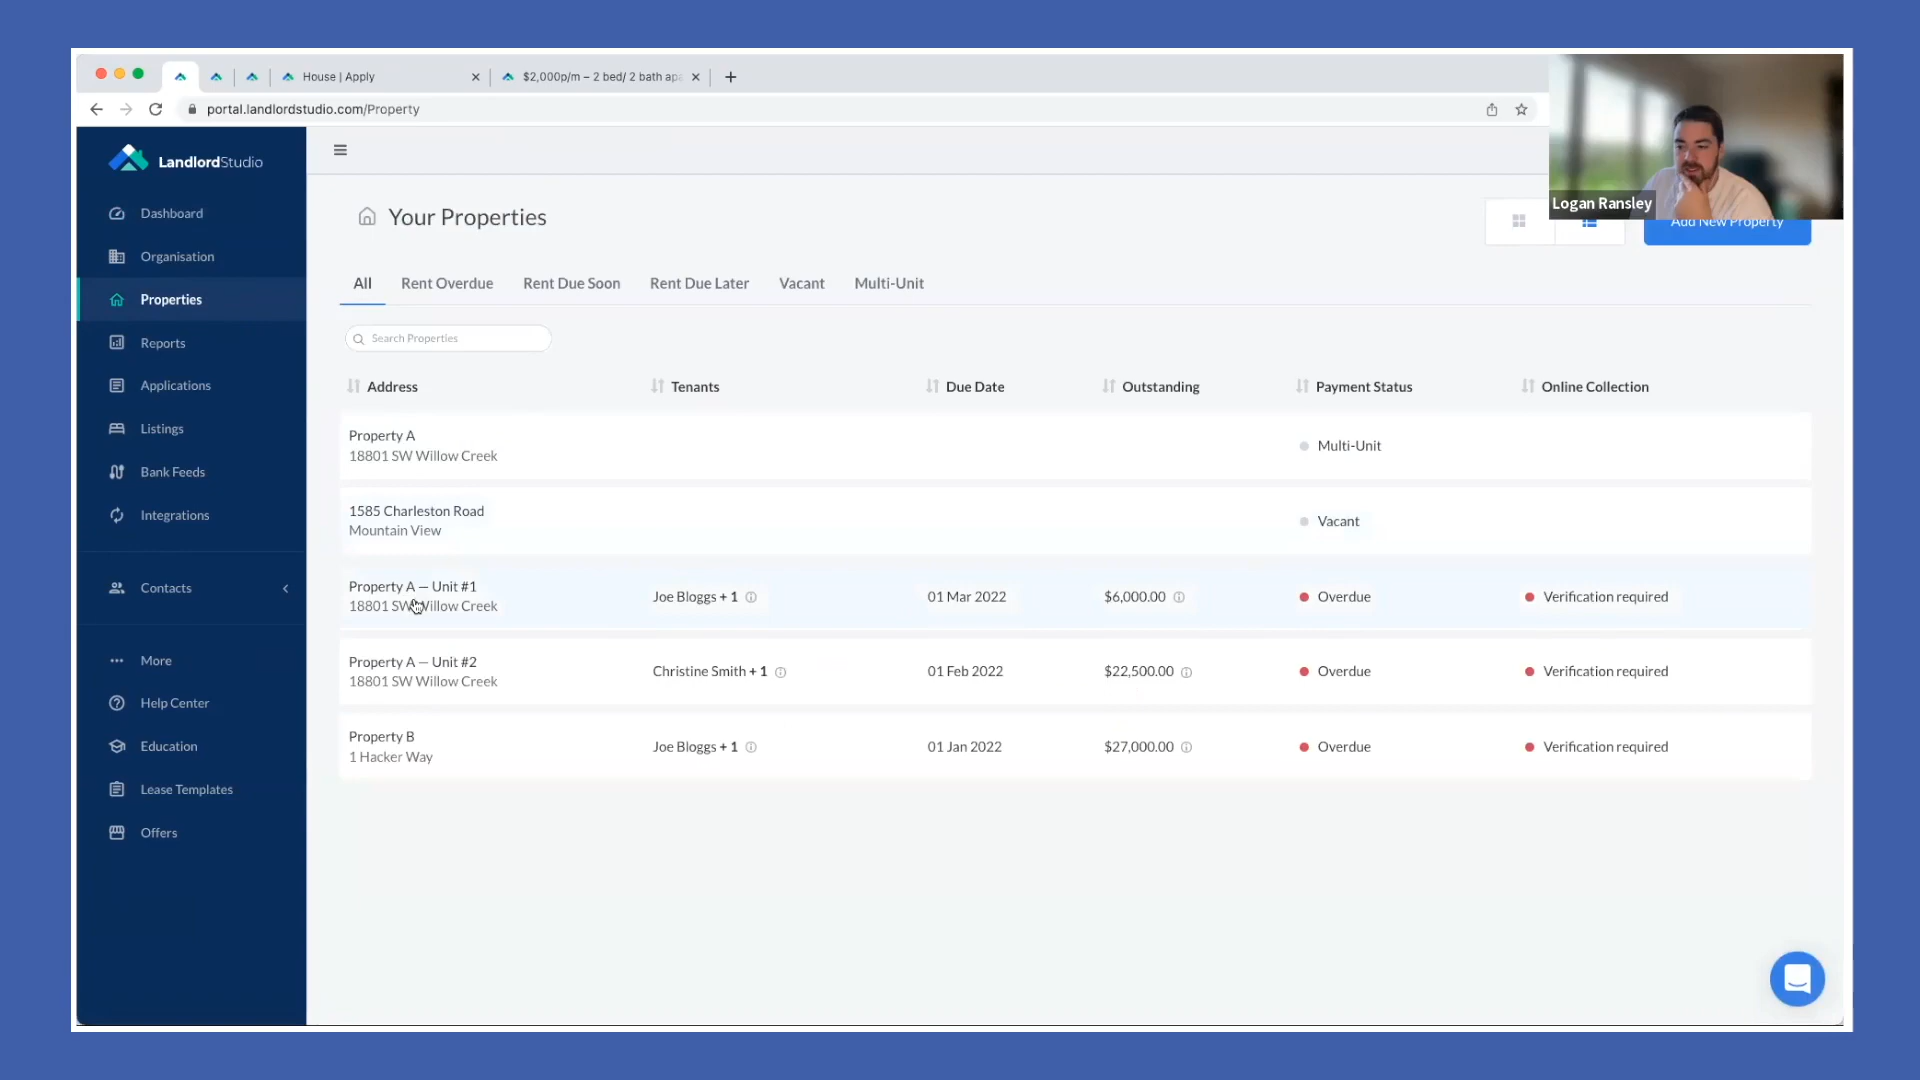 House | Apply
$2,000p/m – 2 bed/ 2 bath apa
portal.landlordstudio.com/Property
LandlordStudio
Dashboard
Organisation
Properties
Reports
Applications
Listings
Bank Feeds
Integrations
Contacts
More
Help Center
Education
Lease Templates
Offers
Logan Ransley
Your Properties
Add New Property
All Rent Overdue Rent Due Soon Rent Due Later Vacant Multi-Unit
Search Properties
Address Tenants Due Date Outstanding Payment Status Online Collection
Property A
18801 SW Willow Creek
Multi-Unit
1585 Charleston Road
Mountain View
Vacant
Property A — Unit #1
18801 SW Willow Creek
Joe Bloggs + 1 01 Mar 2022 $6,000.00 Overdue Verification required
Property A — Unit #2
18801 SW Willow Creek
Christine Smith + 1 01 Feb 2022 $22,500.00 Overdue Verification required
Property B
1 Hacker Way
Joe Bloggs + 1 01 Jan 2022 $27,000.00 Overdue Verification required